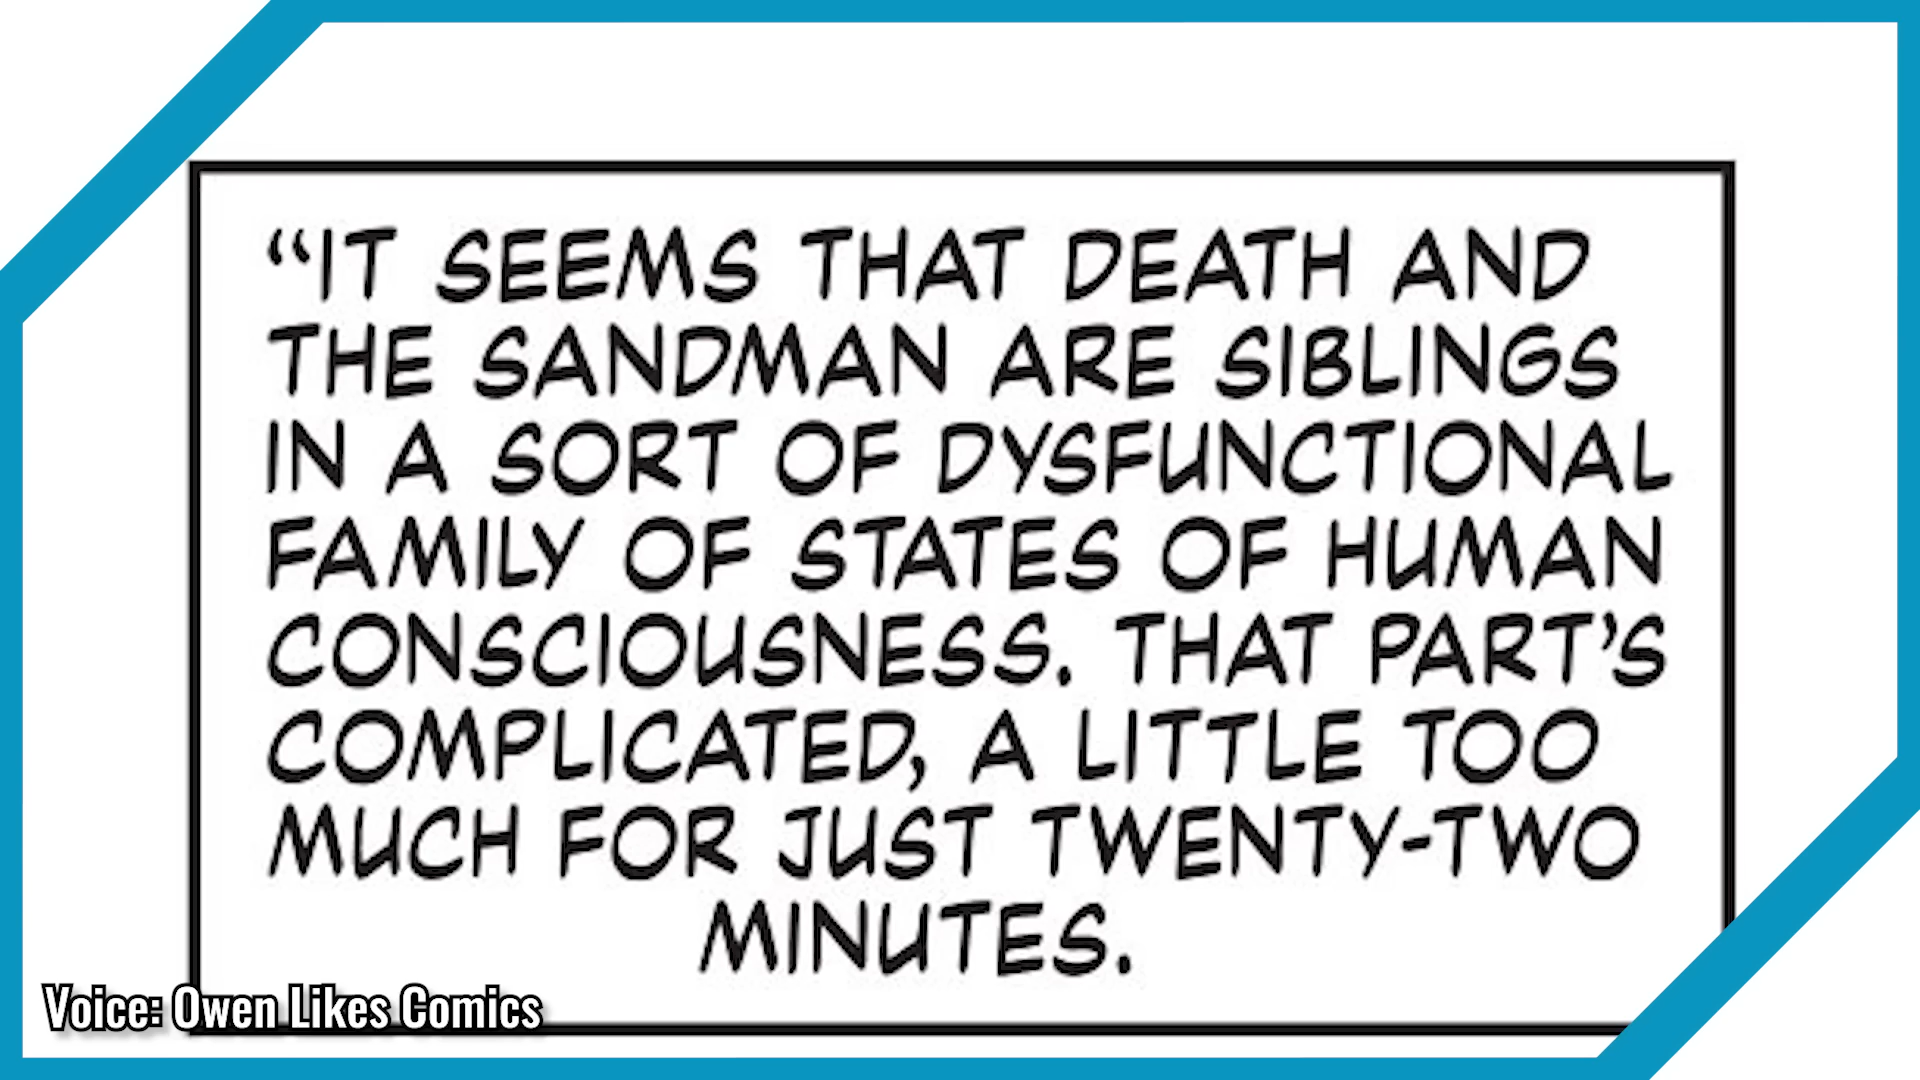 “IT SEEMS THAT DEATH AND
THE SANDMAN ARE SIBLINGS
IN A SORT OF DYSFUNCTIONAL
FAMILY OF STATES OF HUMAN
CONSCIOUSNESS. THAT PART’S
COMPLICATED, A LITTLE TOO
MUCH FOR JUST TWENTY-TWO
MINUTES.
Voice: Owen Likes Comics